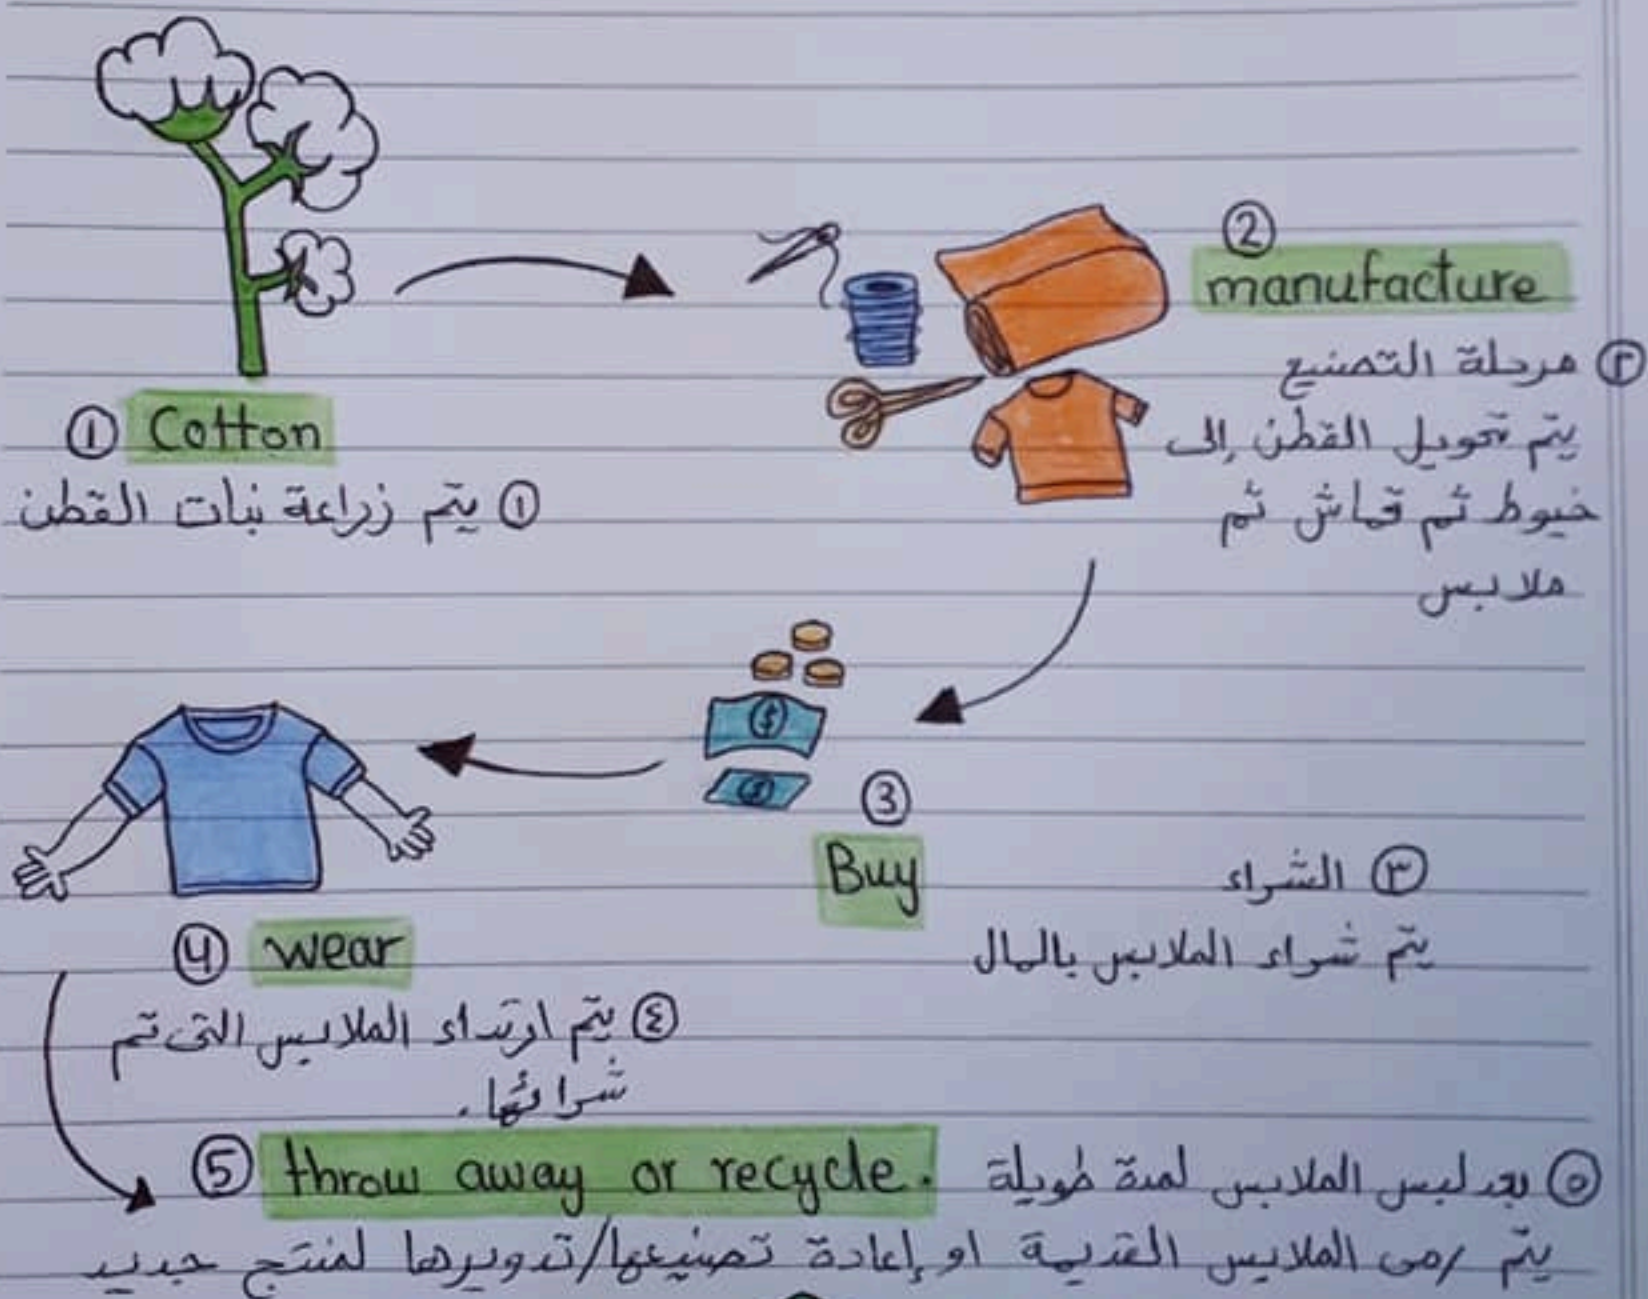 ②
manufacture
② مرحلة التصنيع
يتم تحويل القطن إلى
خيوط ثم قماش ثم
ملابس
① Cotton
① يتم زراعة نبات القطن
$
$
③
Buy
③ الشراء
يتم شراء الملابس بالمال
④ wear
④ يتم ارتداء الملابس التى تم
شرائها.
⑤ throw away or recycle. ⑤ بعد لبس الملابس لمدة طويلة
يتم رمى الملابس القديمة او إعادة تصنيعها/تدويرها لمنتج جديد